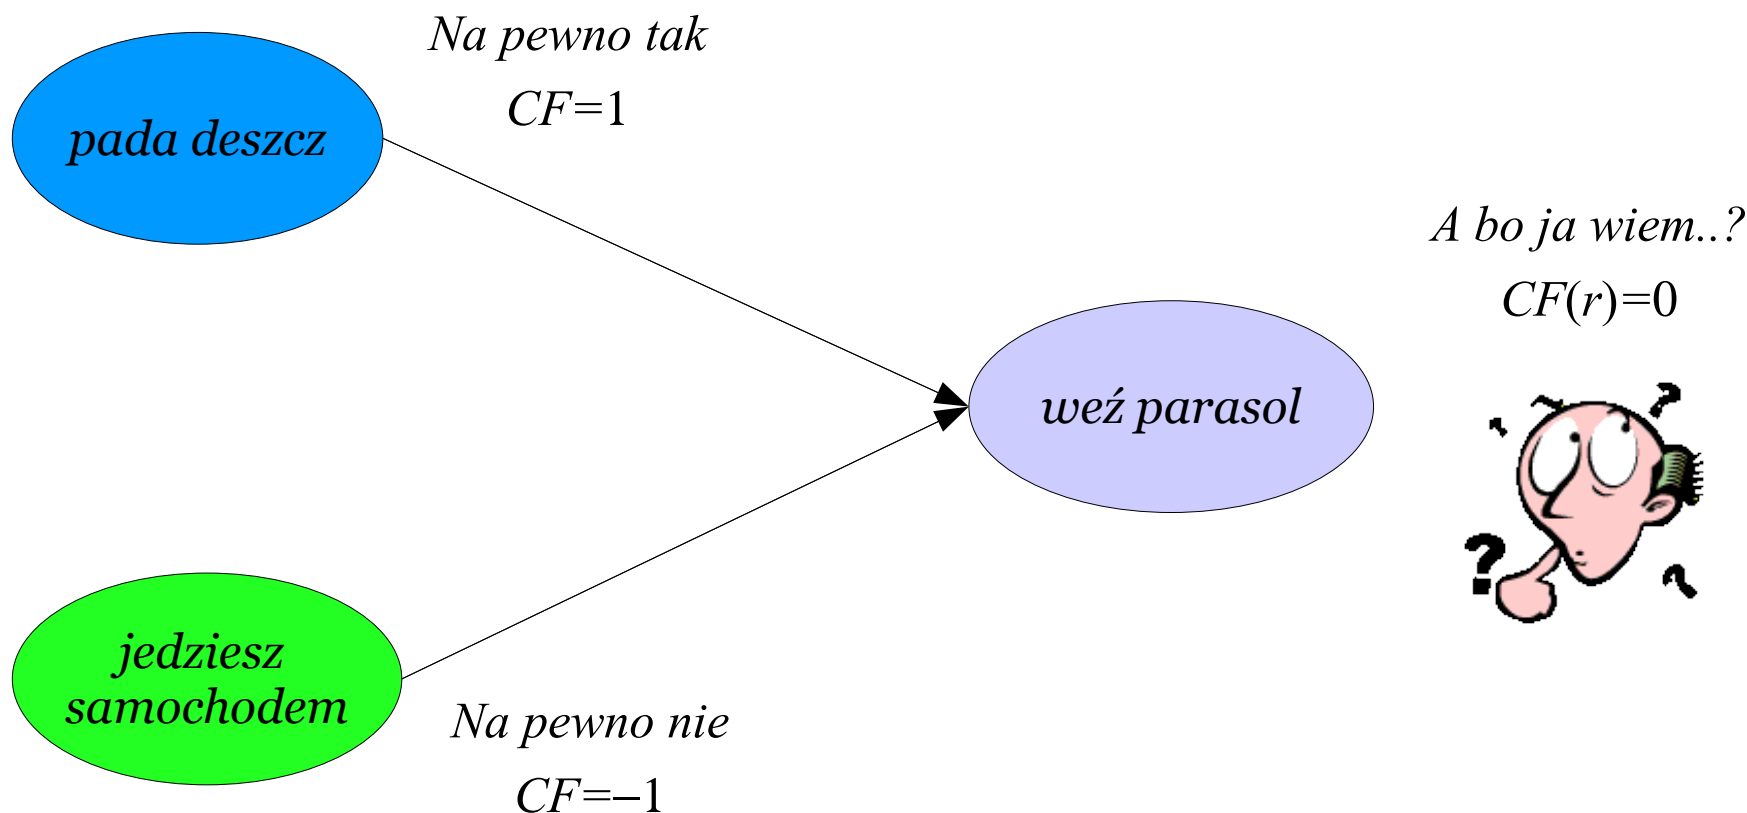 Na pewno tak
CF=1
pada deszcz
A bo ja wiem..?
CF(r)=0
weź parasol
jedziesz
samochodem
Na pewno nie
CF=–1